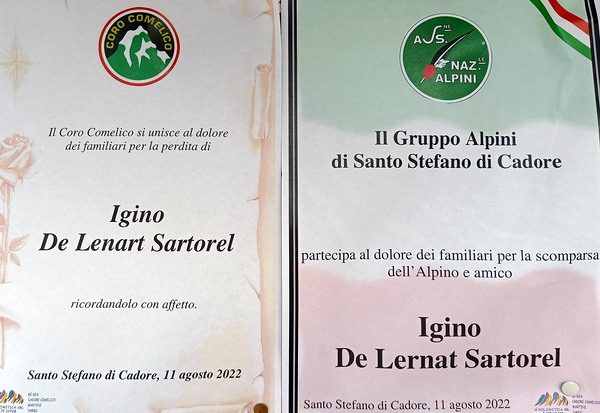 CORO COMELICO
Il Coro Comelico si unisce al dolore
dei familiari per la perdita di
Igino
De Lenart Sartorel
ricordandolo con affetto.
Santo Stefano di Cadore, 11 agosto 2022
ASS.NE
NAZ.LE
ALPINI
Il Gruppo Alpini
di Santo Stefano di Cadore
partecipa al dolore dei familiari per la scomparsa
dell'Alpino e amico
Igino
De Lernat Sartorel
Santo Stefano di Cadore, 11 agosto 2022